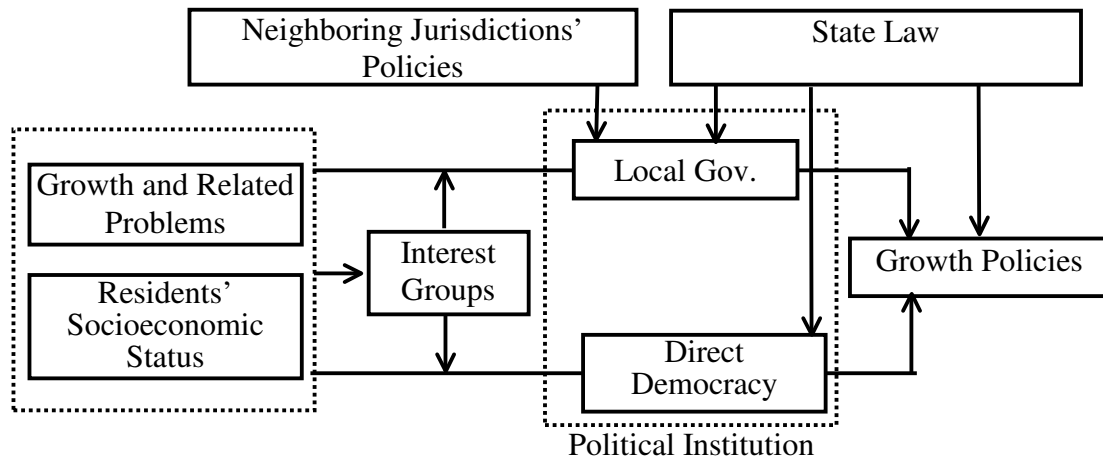 Neighboring Jurisdictions’
Policies
State Law
Growth and Related
Problems
Local Gov.
Interest
Groups
Growth Policies
Residents’
Socioeconomic
Status
Direct
Democracy
Political Institution